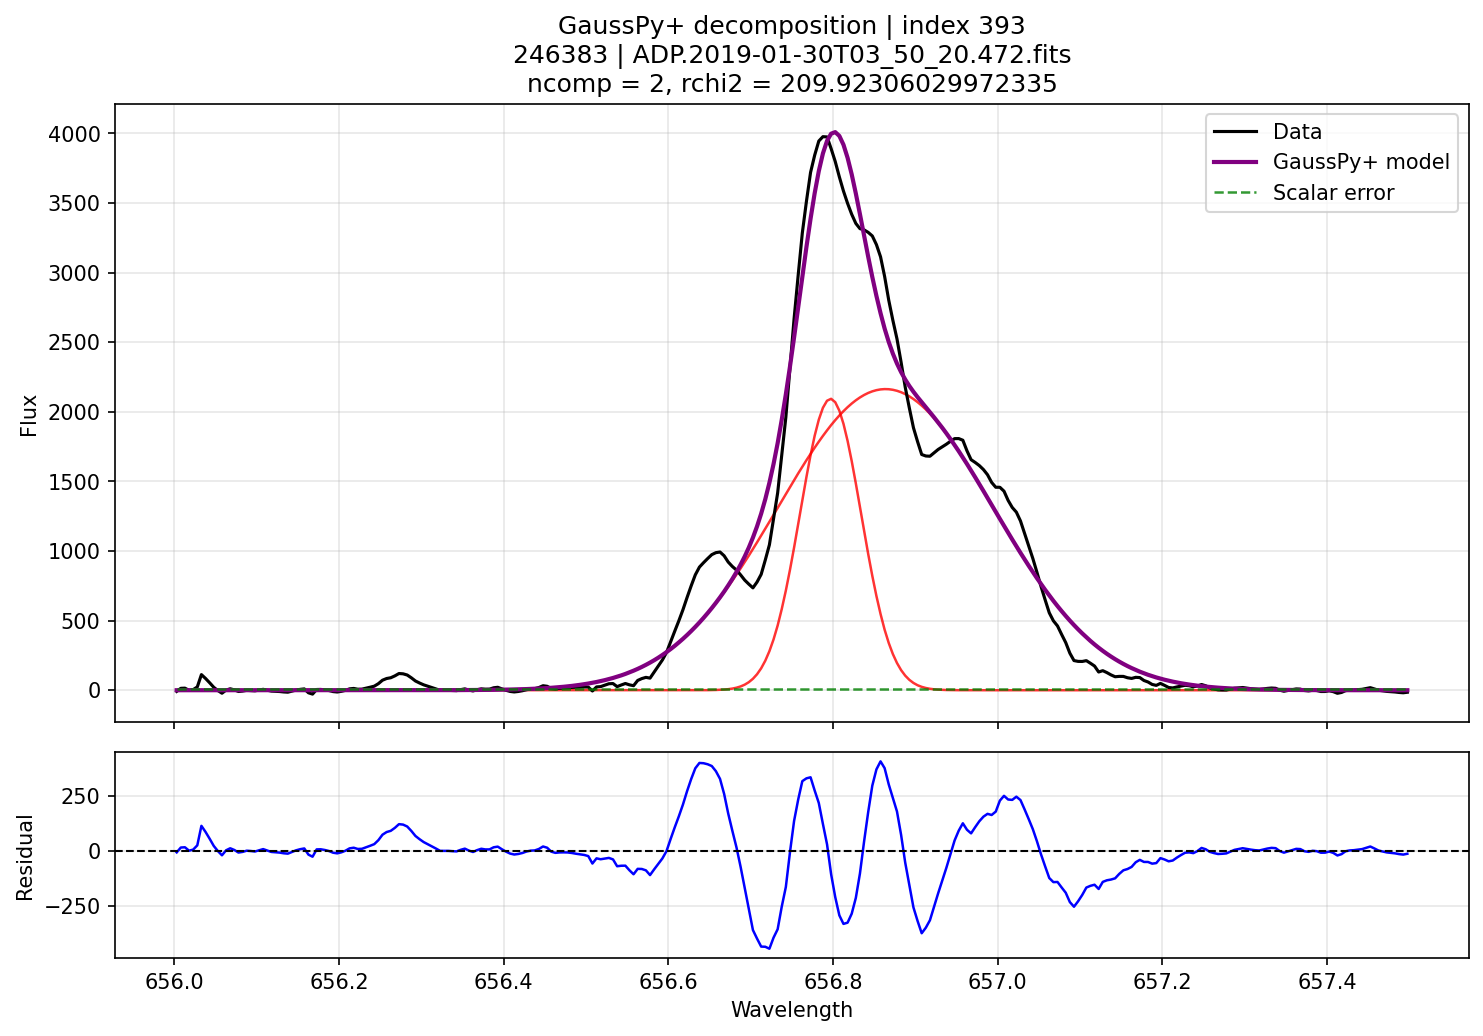 GaussPy+ decomposition | index 393
246383 | ADP.2019-01-30T03_50_20.472.fits
ncomp = 2, rchi2 = 209.92306029972335
Data
GaussPy+ model
Scalar error
Flux
4000
3500
3000
2500
2000
1500
1000
500
0
Residual
250
0
−250
656.0 656.2 656.4 656.6 656.8 657.0 657.2 657.4
Wavelength